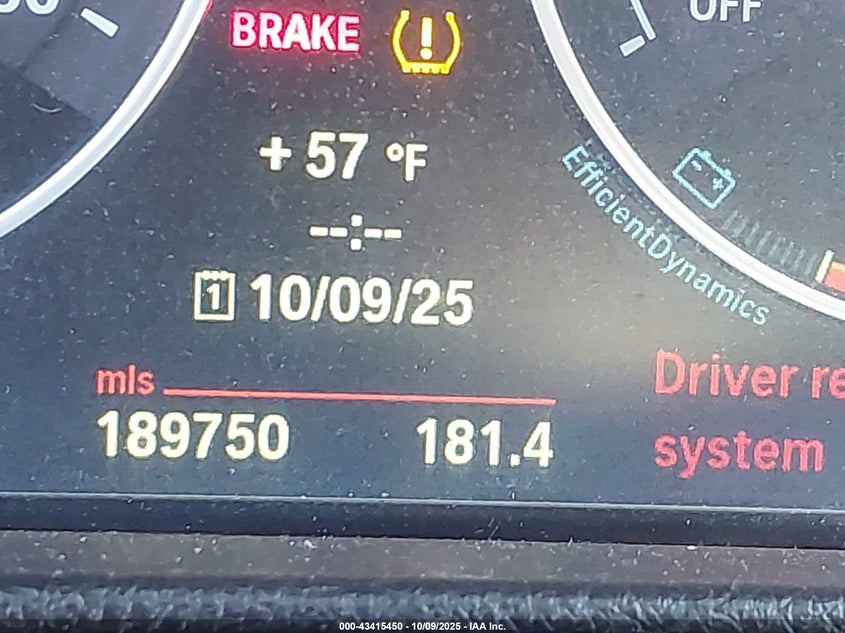 BRAKE
OFF
+ 57 °F
--:--
EfficientDynamics
1 10/09/25
mls
189750 181.4
Driver re
system
000-43415450 - 10/09/2025 - IAA Inc.